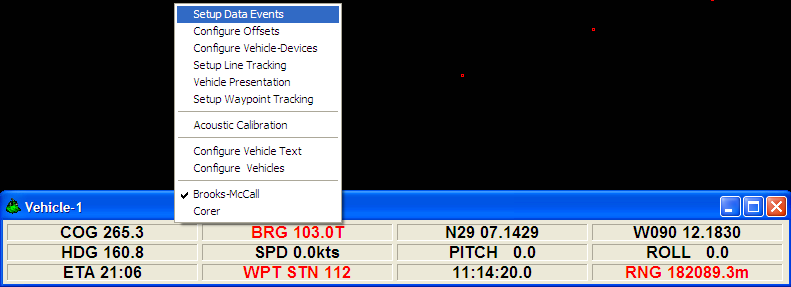 Setup Data Events
Configure Offsets
Configure Vehicle-Devices
Setup Line Tracking
Vehicle Presentation
Setup Waypoint Tracking
Acoustic Calibration
Configure Vehicle Text
Configure  Vehicles
Brooks-McCall
Corer
Vehicle-1
COG 265.3 BRG 103.0T N29 07.1429 W090 12.1830
HDG 160.8 SPD 0.0kts PITCH   0.0 ROLL   0.0
ETA 21:06 WPT STN 112 11:14:20.0 RNG 182089.3m